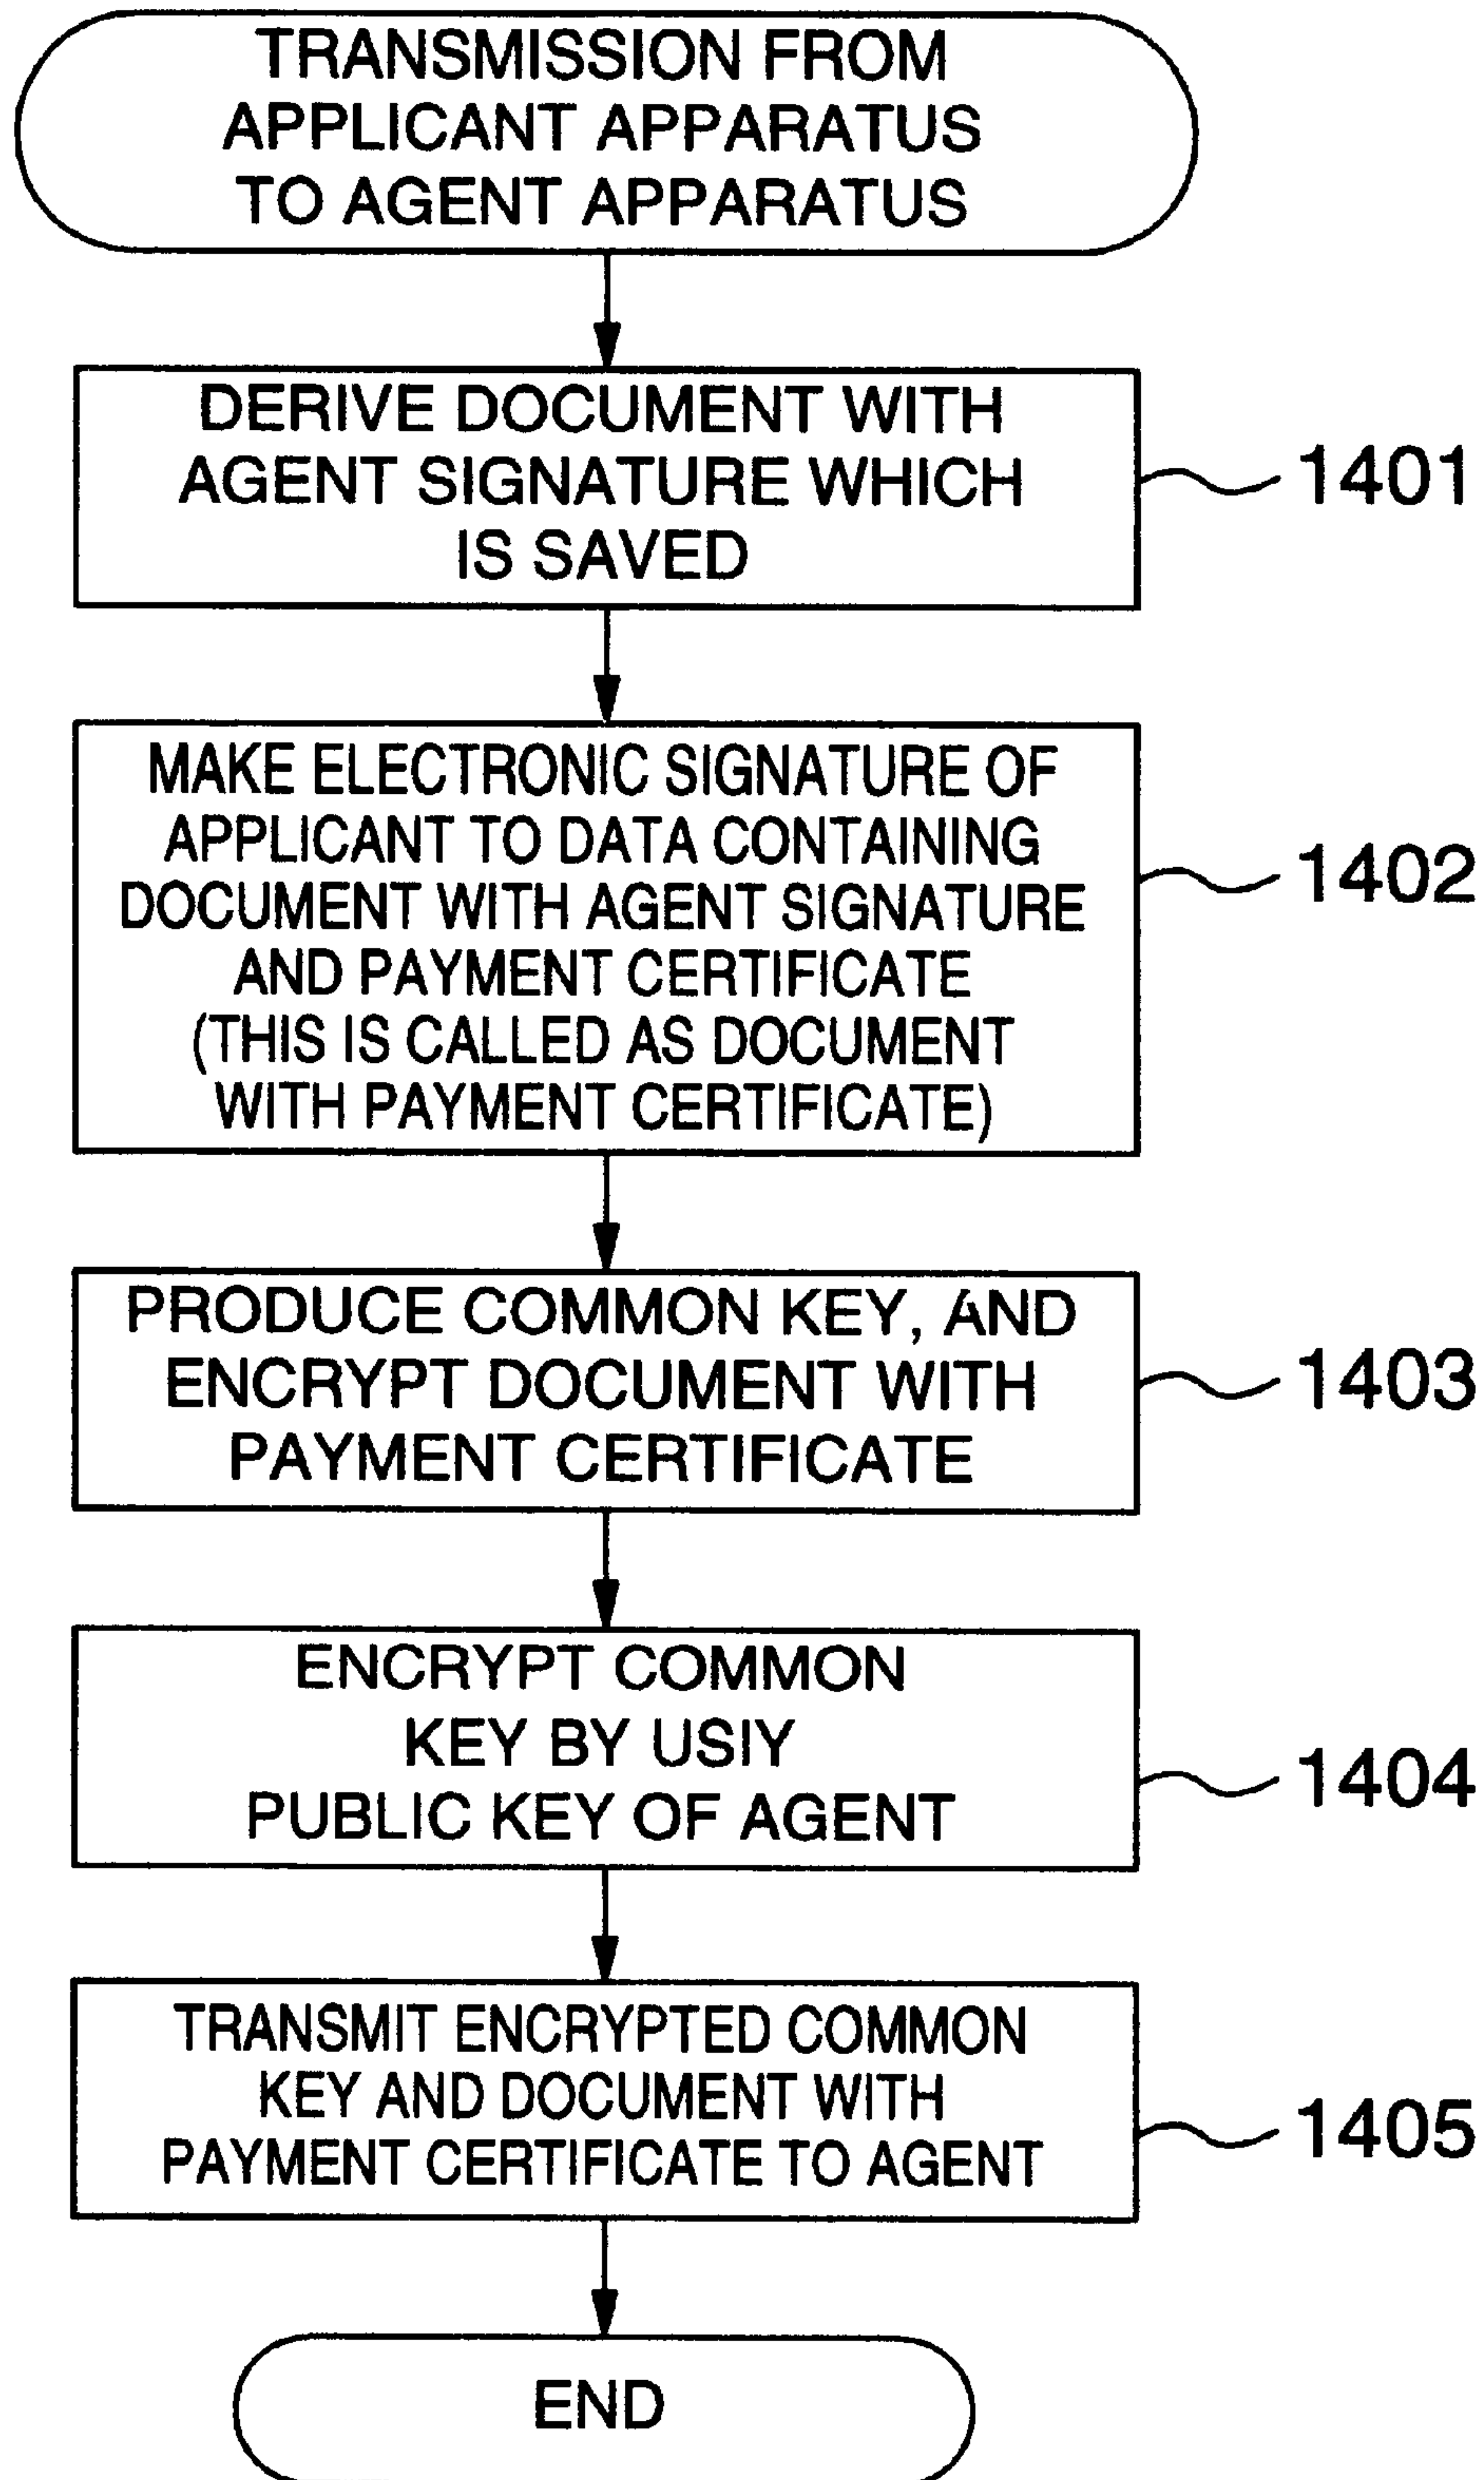 TRANSMISSION FROM
APPLICANT APPARATUS
TO AGENT APPARATUS
DERIVE DOCUMENT WITH
AGENT SIGNATURE WHICH
IS SAVED
1401
MAKE ELECTRONIC SIGNATURE OF
APPLICANT TO DATA CONTAINING
DOCUMENT WITH AGENT SIGNATURE
AND PAYMENT CERTIFICATE
(THIS IS CALLED AS DOCUMENT
WITH PAYMENT CERTIFICATE)
1402
PRODUCE COMMON KEY, AND
ENCRYPT DOCUMENT WITH
PAYMENT CERTIFICATE
1403
ENCRYPT COMMON
KEY BY USIY
PUBLIC KEY OF AGENT
1404
TRANSMIT ENCRYPTED COMMON
KEY AND DOCUMENT WITH
PAYMENT CERTIFICATE TO AGENT
1405
END